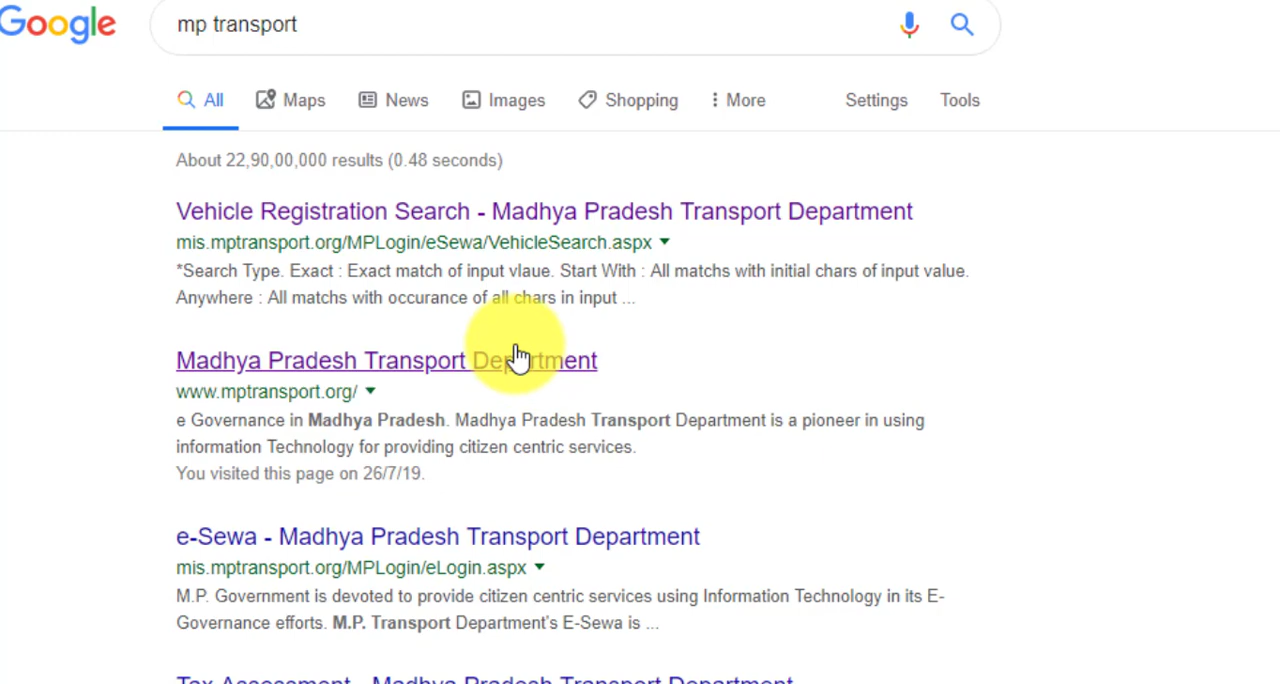 Google
mp transport
All Maps News Images Shopping More Settings Tools
About 22,90,00,000 results (0.48 seconds)
Vehicle Registration Search - Madhya Pradesh Transport Department
mis.mptransport.org/MPLogin/eSewa/VehicleSearch.aspx
*Search Type. Exact : Exact match of input vlaue. Start With : All matchs with initial chars of input value.
Anywhere : All matchs with occurance of all chars in input ...
Madhya Pradesh Transport Department
www.mptransport.org/
e Governance in Madhya Pradesh. Madhya Pradesh Transport Department is a pioneer in using
information Technology for providing citizen centric services.
You visited this page on 26/7/19.
e-Sewa - Madhya Pradesh Transport Department
mis.mptransport.org/MPLogin/eLogin.aspx
M.P. Government is devoted to provide citizen centric services using Information Technology in its E-
Governance efforts. M.P. Transport Department's E-Sewa is ...
Tax Assessment - Madhya Pradesh Transport Department